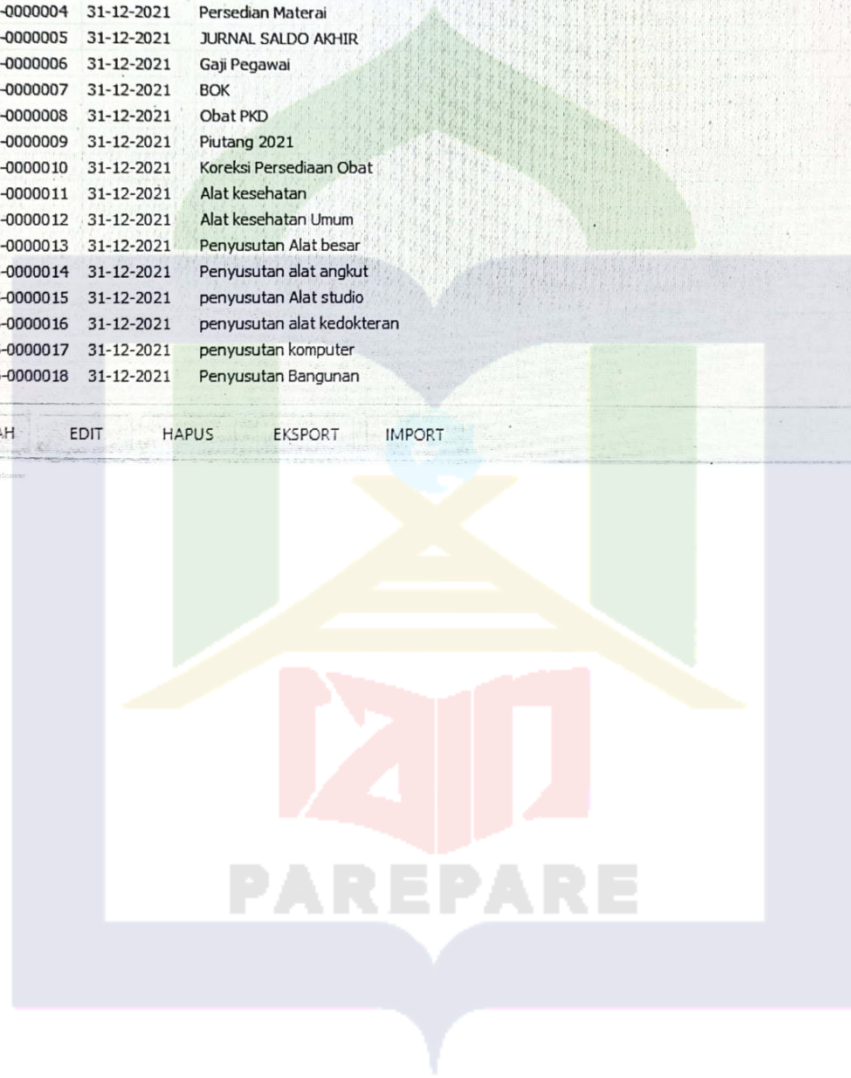 -0000004 31-12-2021 Persedian Materai
-0000005 31-12-2021 JURNAL SALDO AKHIR
-0000006 31-12-2021 Gaji Pegawai
-0000007 31-12-2021 BOK
-0000008 31-12-2021 Obat PKD
-0000009 31-12-2021 Piutang 2021
-0000010 31-12-2021 Koreksi Persediaan Obat
-0000011 31-12-2021 Alat kesehatan
-0000012 31-12-2021 Alat kesehatan Umum
-0000013 31-12-2021 Penyusutan Alat besar
-0000014 31-12-2021 Penyusutan alat angkut
-0000015 31-12-2021 penyusutan Alat studio
-0000016 31-12-2021 penyusutan alat kedokteran
-0000017 31-12-2021 penyusutan komputer
-0000018 31-12-2021 Penyusutan Bangunan
AH EDIT HAPUS EKSPORT IMPORT
iain
PAREPARE